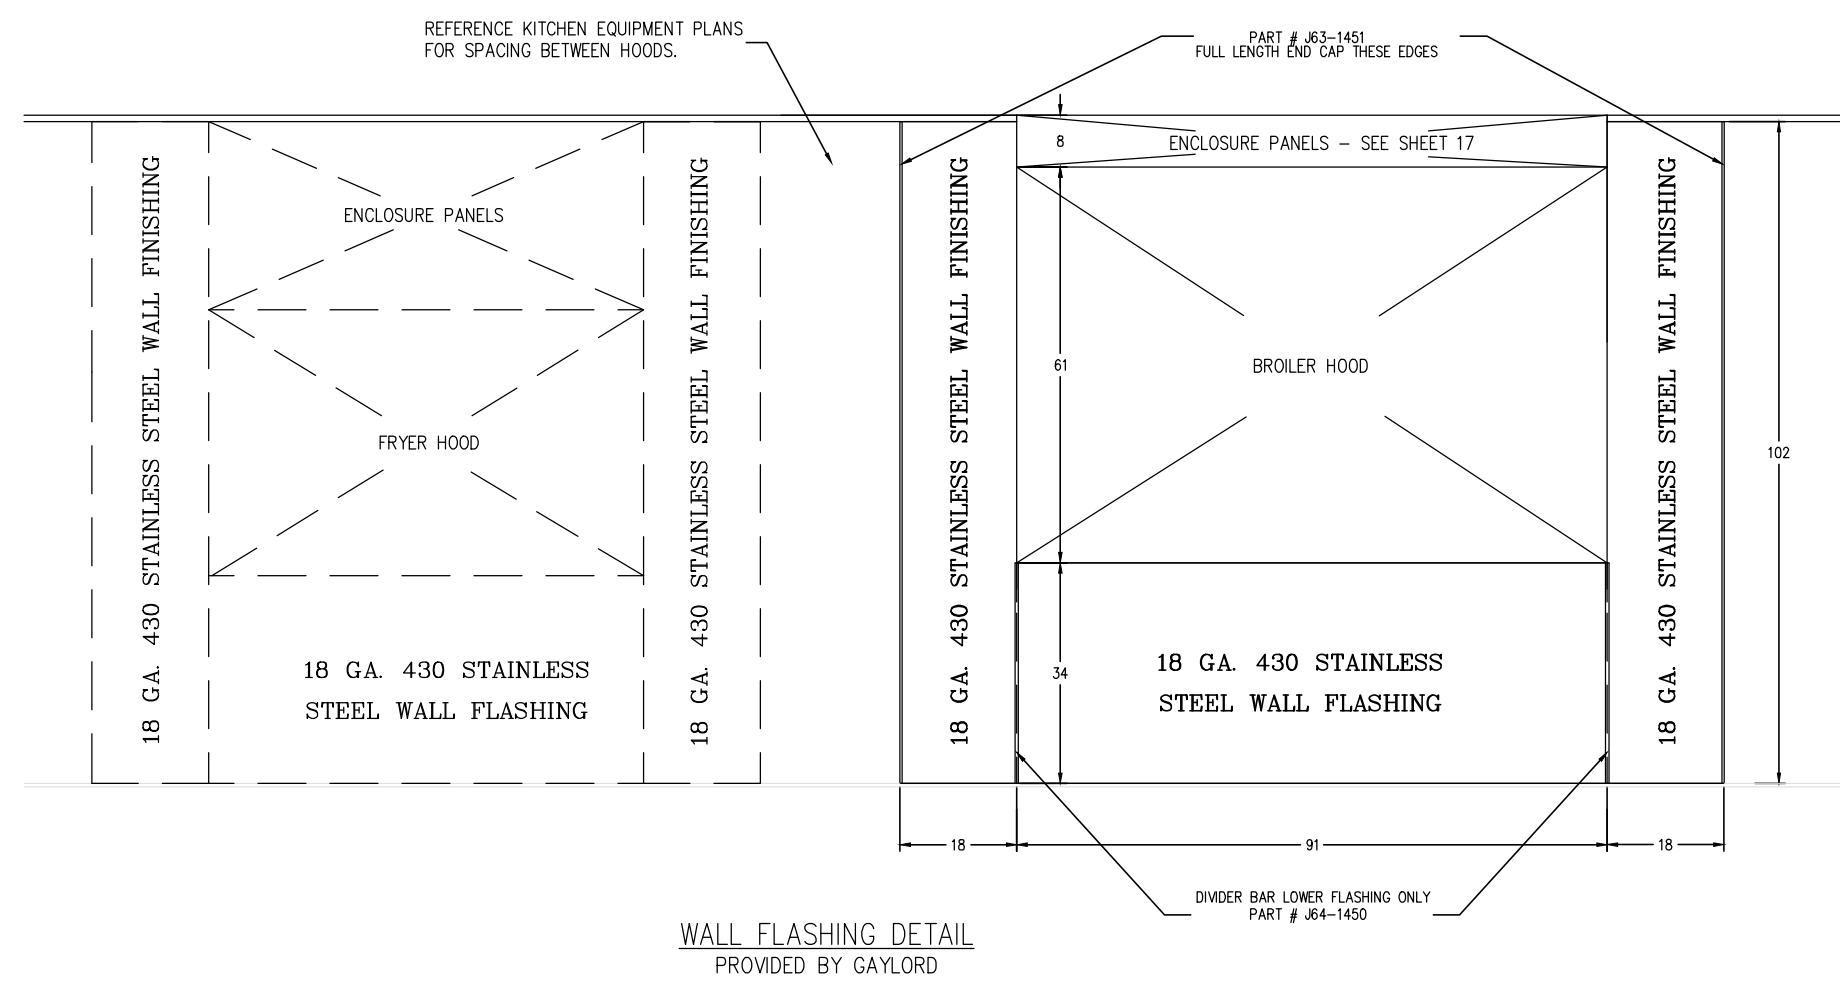 REFERENCE KITCHEN EQUIPMENT PLANS
FOR SPACING BETWEEN HOODS.
PART # J63-1451
FULL LENGTH END CAP THESE EDGES
8
ENCLOSURE PANELS - SEE SHEET 17
18 GA. 430 STAINLESS STEEL WALL FINISHING
ENCLOSURE PANELS
FRYER HOOD
18 GA. 430 STAINLESS
STEEL WALL FLASHING
18 GA. 430 STAINLESS STEEL WALL FINISHING
18 GA. 430 STAINLESS STEEL WALL FINISHING
61
BROILER HOOD
34
18 GA. 430 STAINLESS
STEEL WALL FLASHING
18 GA. 430 STAINLESS STEEL WALL FINISHING
102
18
91
18
DIVIDER BAR LOWER FLASHING ONLY
PART # J64-1450
WALL FLASHING DETAIL
PROVIDED BY GAYLORD